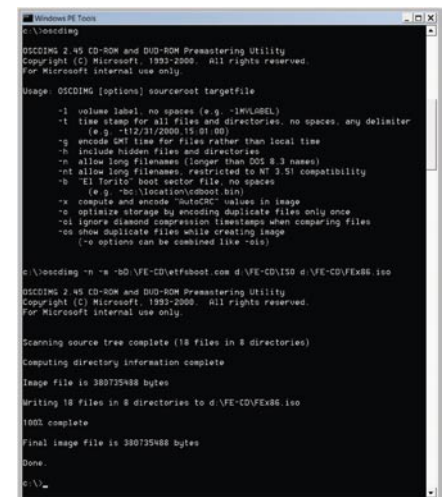 Windows PE Tools
c:\>oscdimg
OSCDIMG 2.45 CD-ROM and DVD-ROM Premastering Utility
Copyright (C) Microsoft, 1993-2000. All rights reserved.
For Microsoft internal use only.
Usage: OSCDIMG [options] sourceroot targetfile
-l volume label, no spaces (e.g. -lMYLABEL)
-t time stamp for all files and directories, no spaces, any delimiter
(e.g. -t12/31/2000,15:01:00)
-g encode GMT time for files rather than local time
-h include hidden files and directories
-n allow long filenames (longer than DOS 8.3 names)
-nt allow long filenames, restricted to NT 3.51 compatibility
-b "El Torito" boot sector file, no spaces
(e.g. -bc:\location\cdboot.bin)
-x compute and encode "AutoCRC" values in image
-o optimize storage by encoding duplicate files only once
-oi ignore diamond compression timestamps when comparing files
-os show duplicate files while creating image
(-o options can be combined like -ois)
c:\>oscdimg -n -m -bD:\FE-CD\etfsboot.com d:\FE-CD\ISO d:\FE-CD\FEx86.iso
OSCDIMG 2.45 CD-ROM and DVD-ROM Premastering Utility
Copyright (C) Microsoft, 1993-2000. All rights reserved.
For Microsoft internal use only.
Scanning source tree complete (18 files in 8 directories)
Computing directory information complete
Image file is 380735488 bytes
Writing 18 files in 8 directories to d:\FE-CD\FEx86.iso
100% complete
Final image file is 380735488 bytes
Done.
c:\>_